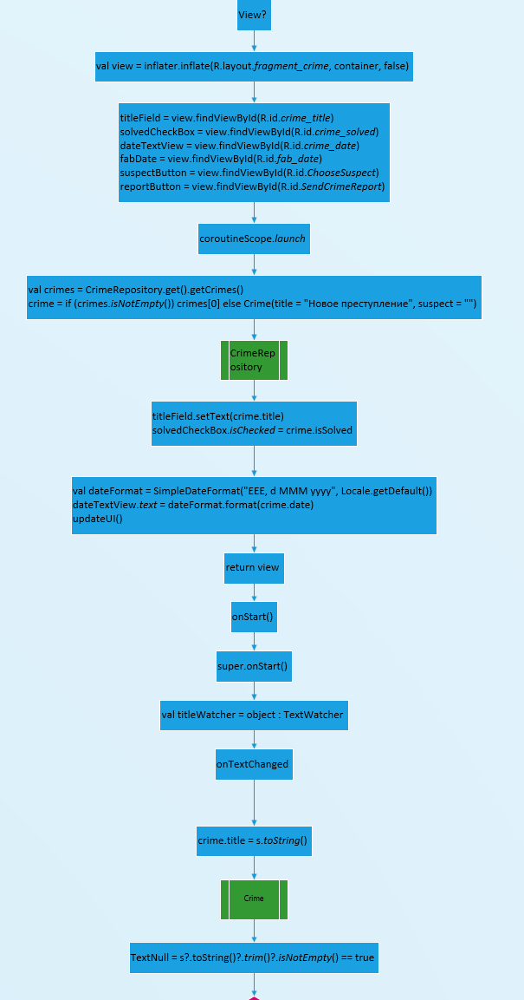 View?
val view = inflater.inflate(R.layout.fragment_crime, container, false)
titleField = view.findViewById(R.id.crime_title)
solvedCheckBox = view.findViewById(R.id.crime_solved)
dateTextView = view.findViewById(R.id.crime_date)
fabDate = view.findViewById(R.id.fab_date)
suspectButton = view.findViewById(R.id.ChooseSuspect)
reportButton = view.findViewById(R.id.SendCrimeReport)
coroutineScope.launch
val crimes = CrimeRepository.get().getCrimes()
crime = if (crimes.isNotEmpty()) crimes[0] else Crime(title = "Новое преступление", suspect = "")
CrimeRep
ository
titleField.setText(crime.title)
solvedCheckBox.isChecked = crime.isSolved
val dateFormat = SimpleDateFormat("EEE, d MMM yyyy", Locale.getDefault())
dateTextView.text = dateFormat.format(crime.date)
updateUI()
return view
onStart()
super.onStart()
val titleWatcher = object : TextWatcher
onTextChanged
crime.title = s.toString()
Crime
TextNull = s?.toString()?.trim()?.isNotEmpty() == true